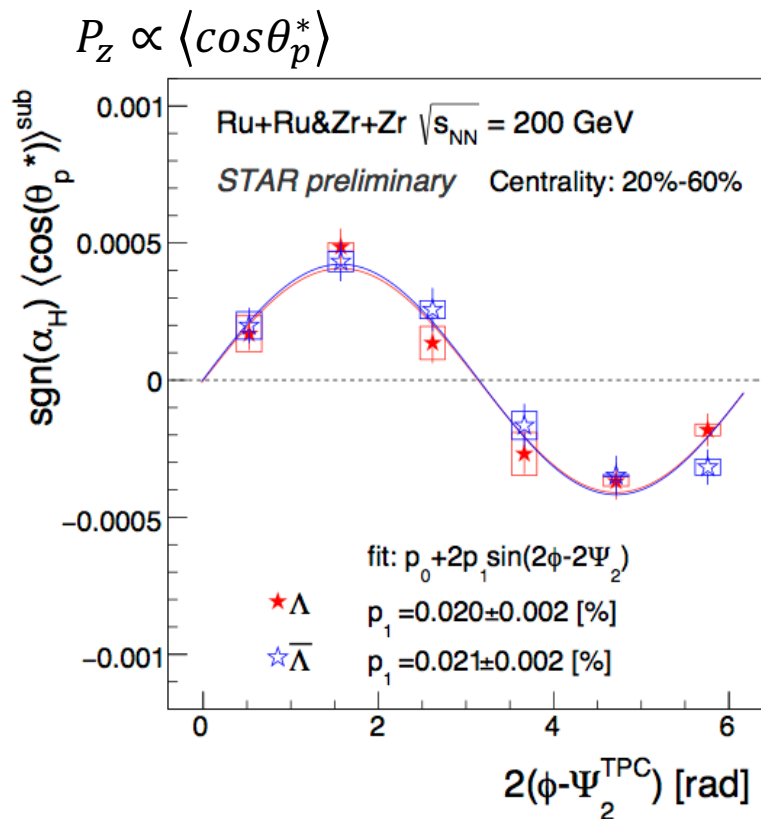 P_z ∝ ⟨cosθ_p^*⟩
0.001
Ru+Ru&Zr+Zr √s_NN = 200 GeV
STAR preliminary Centrality: 20%-60%
0.0005
sgn(α_H) ⟨cos(θ_p*)⟩^sub
0
−0.0005
fit: p_0+2p_1sin(2ϕ-2Ψ_2)
Λ p_1=0.020±0.002 [%]
−0.001
Λ̅ p_1=0.021±0.002 [%]
0 2 4 6
2(ϕ-Ψ_2^TPC) [rad]